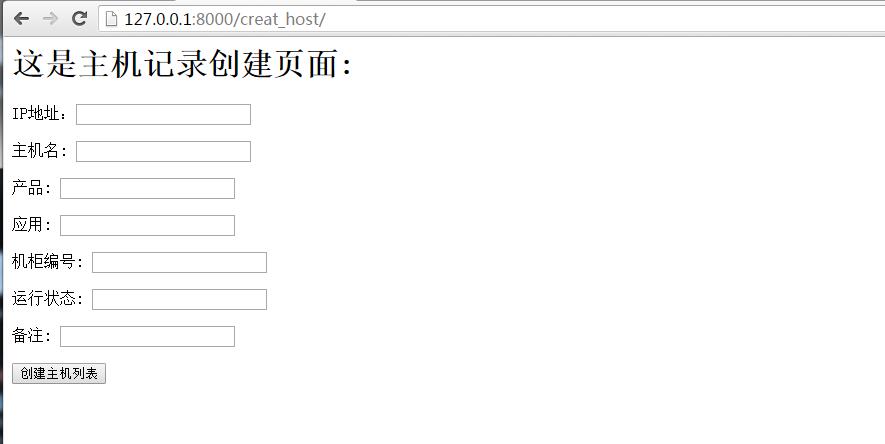 127.0.0.1:8000/creat_host/
这是主机记录创建页面：
IP地址：
主机名：
产品：
应用：
机柜编号：
运行状态：
备注：
创建主机列表